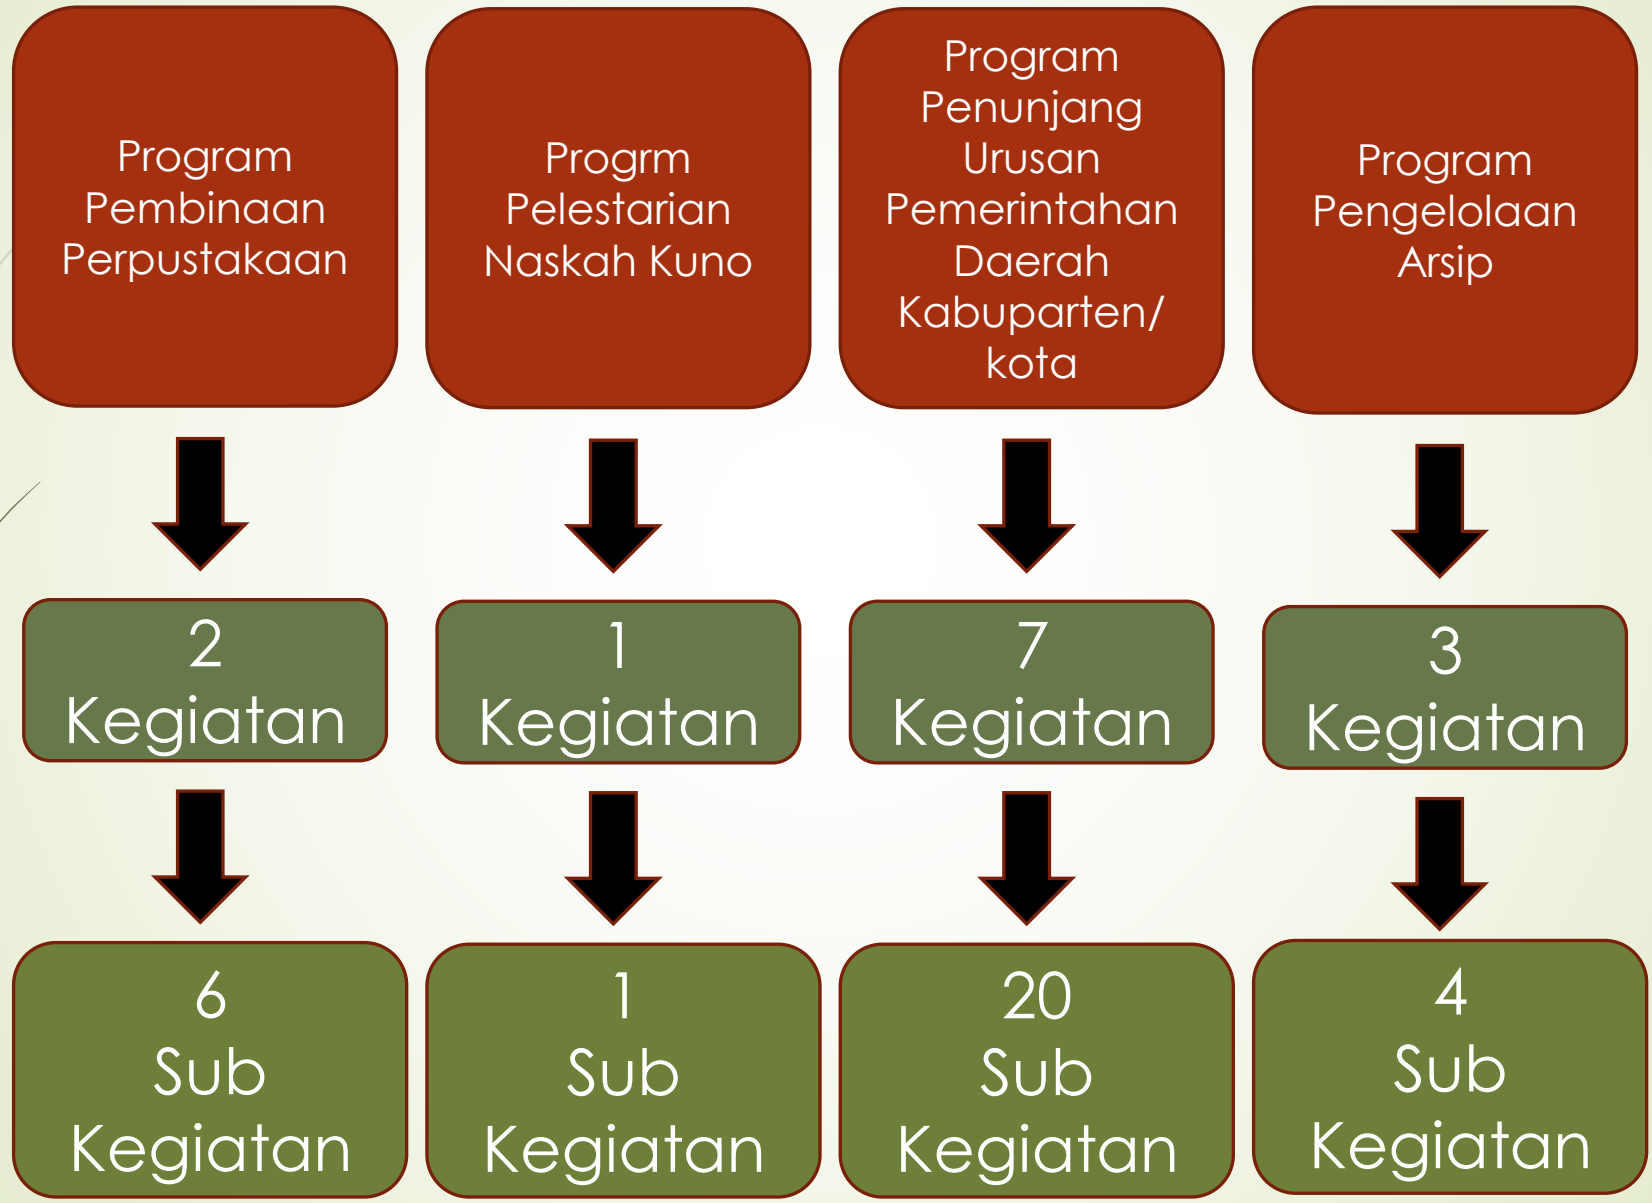 Program
Pembinaan
Perpustakaan
Progrm
Pelestarian
Naskah Kuno
Program
Penunjang
Urusan
Pemerintahan
Daerah
Kabuparten/
kota
Program
Pengelolaan
Arsip
2
Kegiatan
1
Kegiatan
7
Kegiatan
3
Kegiatan
6
Sub
Kegiatan
1
Sub
Kegiatan
20
Sub
Kegiatan
4
Sub
Kegiatan